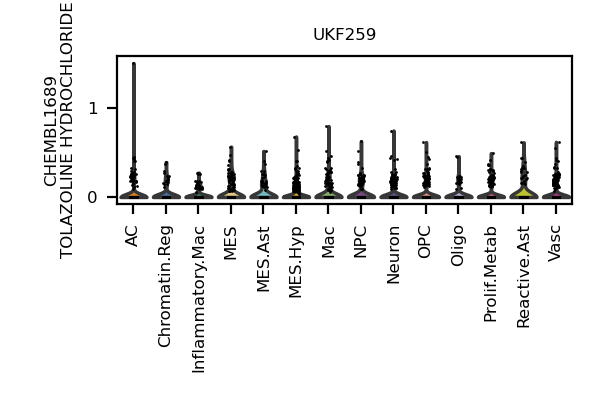 UKF259
CHEMBL1689
TOLAZOLINE HYDROCHLORIDE
1
0
AC
Chromatin.Reg
Inflammatory.Mac
MES
MES.Ast
MES.Hyp
Mac
NPC
Neuron
OPC
Oligo
Prolif.Metab
Reactive.Ast
Vasc